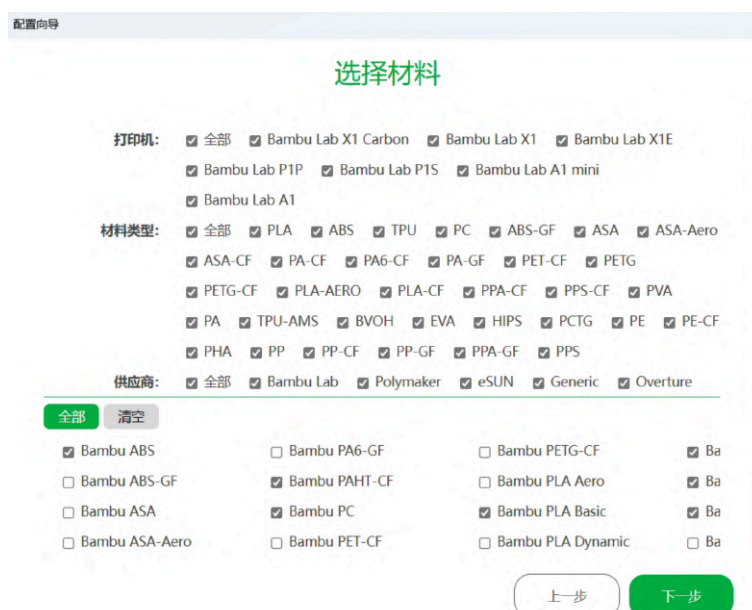 配置向导
选择材料
打印机: 全部 Bambu Lab X1 Carbon Bambu Lab X1 Bambu Lab X1E
Bambu Lab P1P Bambu Lab P1S Bambu Lab A1 mini
Bambu Lab A1
材料类型: 全部 PLA ABS TPU PC ABS-GF ASA ASA-Aero
ASA-CF PA-CF PA6-CF PA-GF PET-CF PETG
PETG-CF PLA-AERO PLA-CF PPA-CF PPS-CF PVA
PA TPU-AMS BVOH EVA HIPS PCTG PE PE-CF
PHA PP PP-CF PP-GF PPA-GF PPS
供应商: 全部 Bambu Lab Polymaker eSUN Generic Overture
全部 清空
Bambu ABS Bambu PA6-GF Bambu PETG-CF Ba
Bambu ABS-GF Bambu PAHT-CF Bambu PLA Aero Ba
Bambu ASA Bambu PC Bambu PLA Basic Ba
Bambu ASA-Aero Bambu PET-CF Bambu PLA Dynamic Ba
上一步 下一步